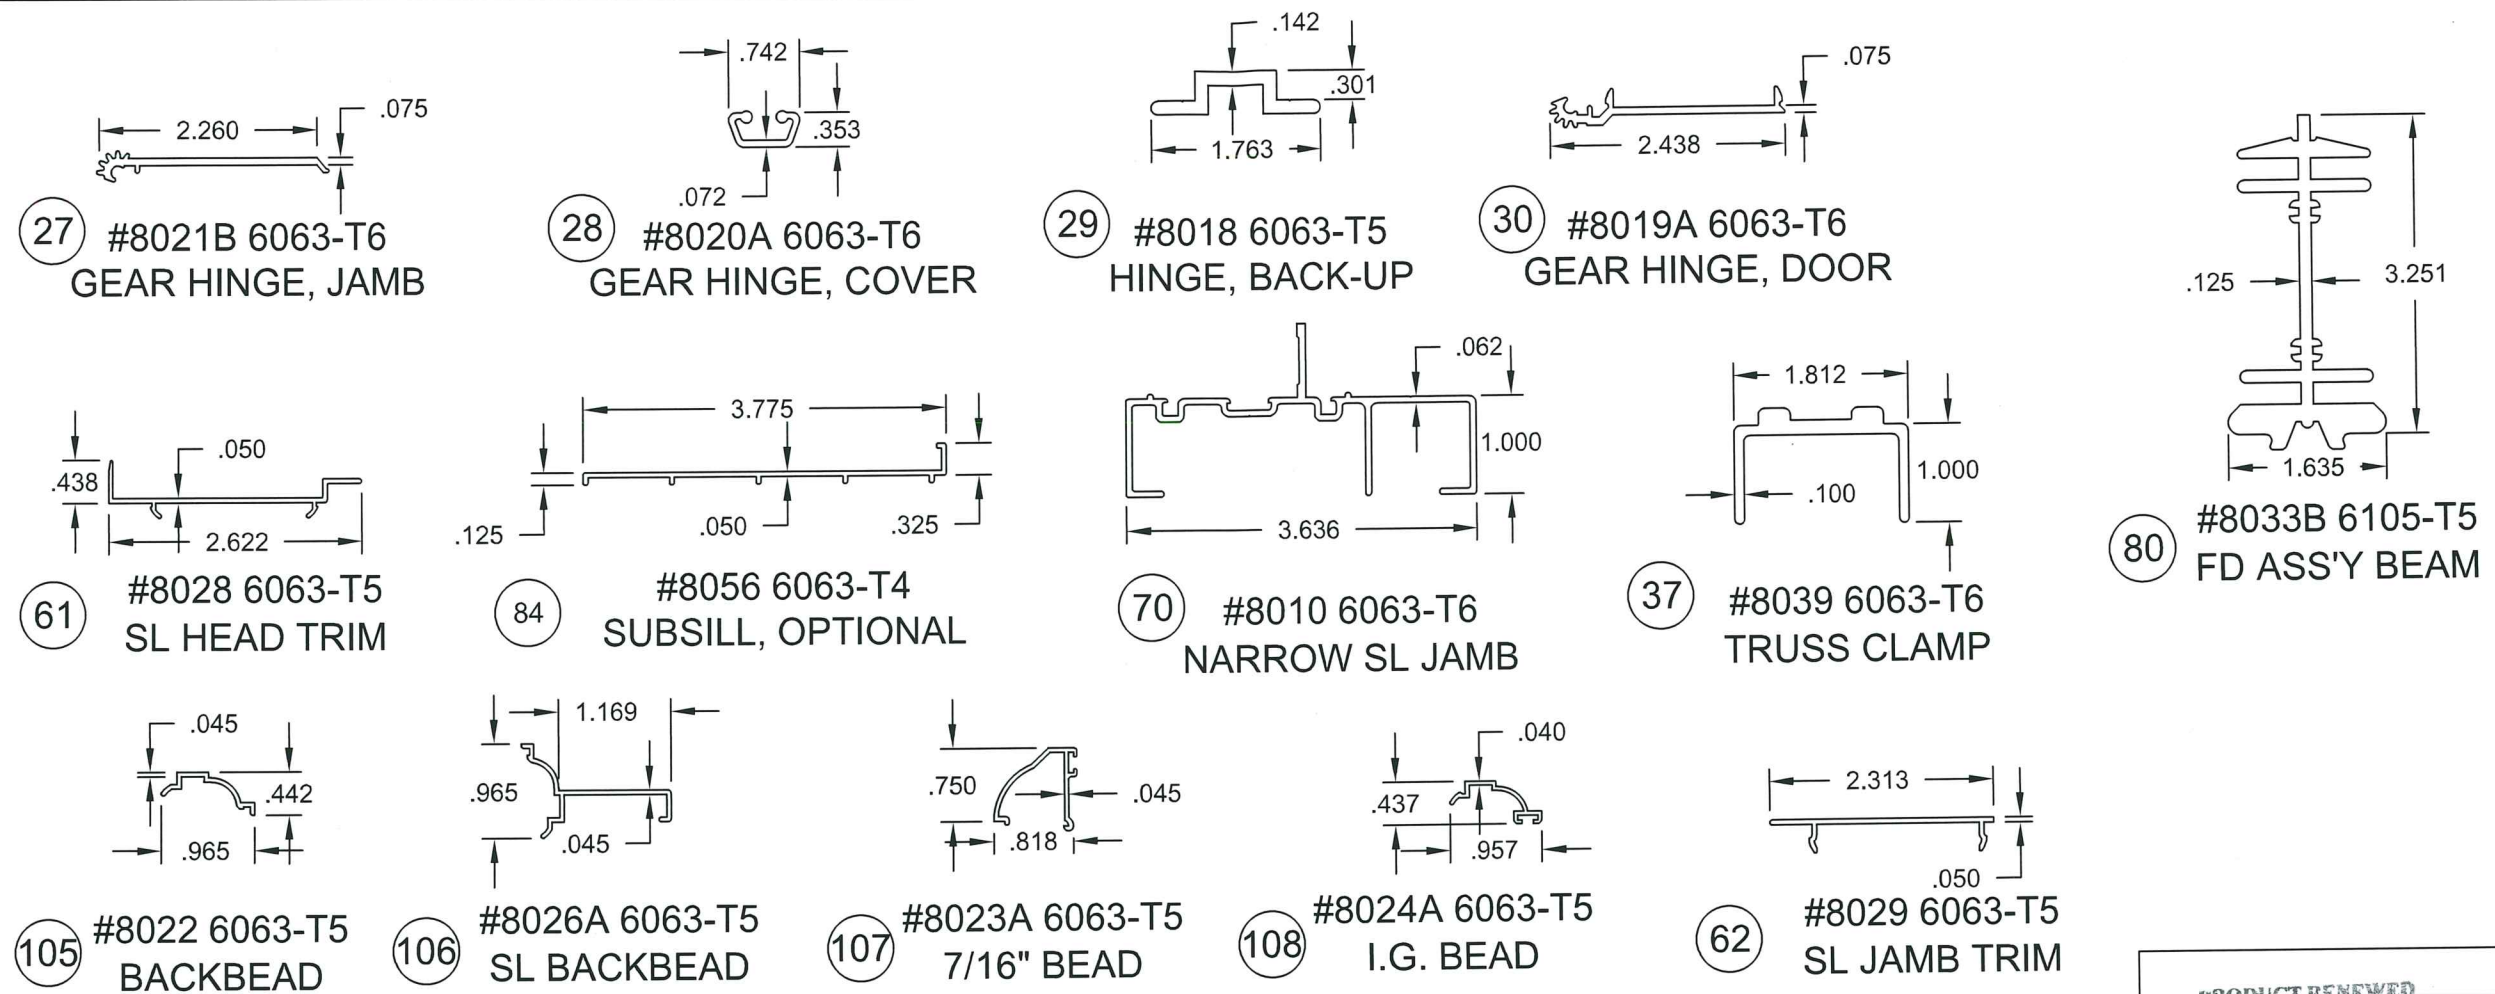 2.260
.075
27
#8021B 6063-T6
GEAR HINGE, JAMB
.742
.353
.072
28
#8020A 6063-T6
GEAR HINGE, COVER
.142
.301
1.763
29
#8018 6063-T5
HINGE, BACK-UP
.075
2.438
30
#8019A 6063-T6
GEAR HINGE, DOOR
.125
3.251
1.635
80
#8033B 6105-T5
FD ASS'Y BEAM
.438
.050
2.622
61
#8028 6063-T5
SL HEAD TRIM
3.775
.125
.050
.325
84
#8056 6063-T4
SUBSILL, OPTIONAL
.062
1.000
3.636
70
#8010 6063-T6
NARROW SL JAMB
1.812
1.000
.100
37
#8039 6063-T6
TRUSS CLAMP
.045
.442
.965
105
#8022 6063-T5
BACKBEAD
1.169
.965
.045
106
#8026A 6063-T5
SL BACKBEAD
.750
.045
.818
107
#8023A 6063-T5
7/16" BEAD
.040
.437
.957
108
#8024A 6063-T5
I.G. BEAD
2.313
.050
62
#8029 6063-T5
SL JAMB TRIM
PRODUCT RENEWED